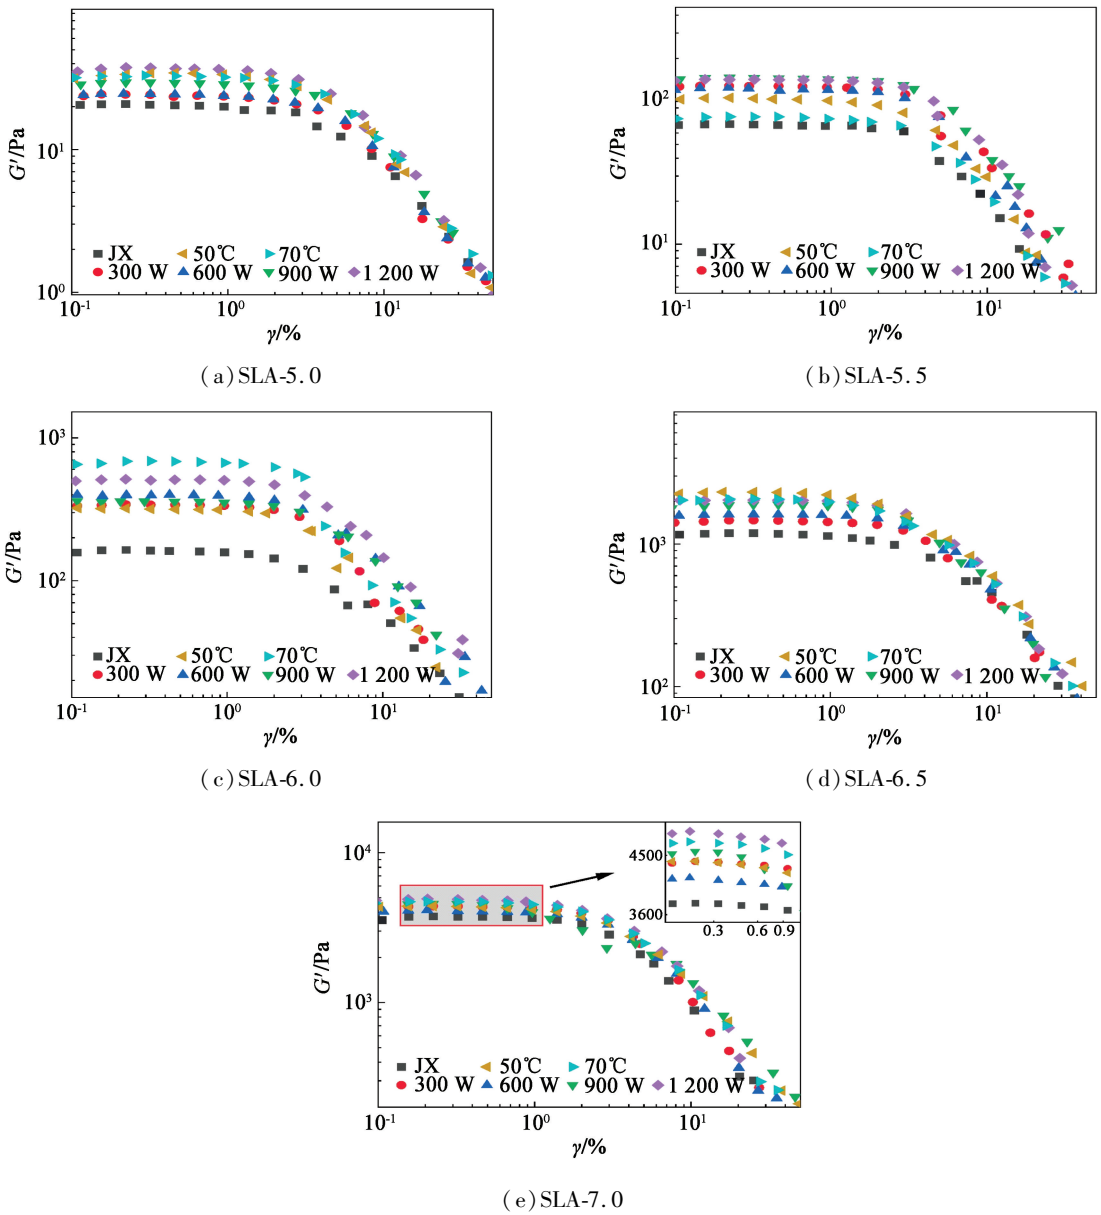 G′/Pa
10¹
10⁰
JX 50℃ 70℃
300 W 600 W 900 W 1 200 W
10⁻¹ 10⁰ 10¹
γ/%
(a)SLA-5.0
G′/Pa
10²
10¹
JX 50℃ 70℃
300 W 600 W 900 W 1 200 W
10⁻¹ 10⁰ 10¹
γ/%
(b)SLA-5.5
G′/Pa
10³
10²
JX 50℃ 70℃
300 W 600 W 900 W 1 200 W
10⁻¹ 10⁰ 10¹
γ/%
(c)SLA-6.0
G′/Pa
10³
10²
JX 50℃ 70℃
300 W 600 W 900 W 1 200 W
10⁻¹ 10⁰ 10¹
γ/%
(d)SLA-6.5
G′/Pa
10⁴
10³
4500
3600
0.3 0.6 0.9
JX 50℃ 70℃
300 W 600 W 900 W 1 200 W
10⁻¹ 10⁰ 10¹
γ/%
(e)SLA-7.0